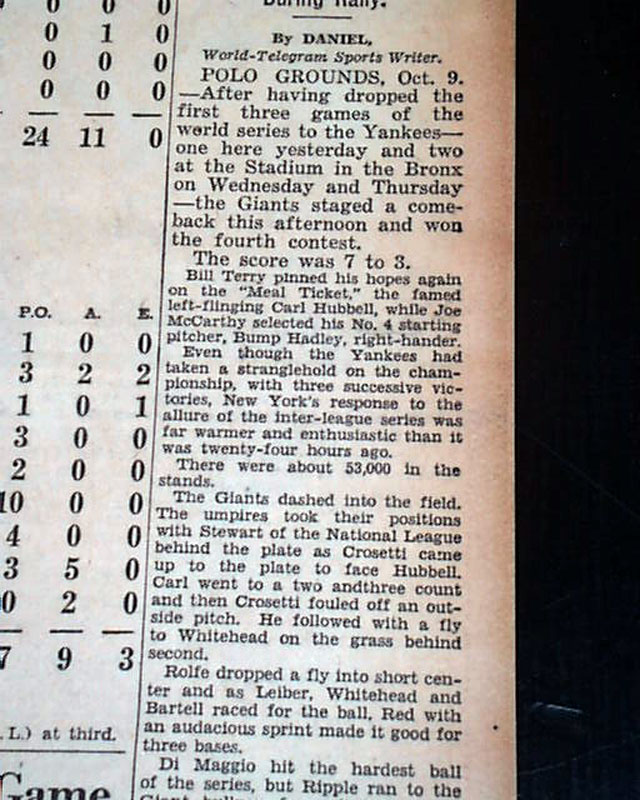 0 0 0
0 1 0
0 0 0
0 0 0
24 11 0
P.O. A. E.
1 0 0
3 2 2
1 0 1
3 0 0
2 0 0
10 0 0
4 0 0
3 5 0
0 2 0
7 9 3
L.) at third.
Game
During Rally.
By DANIEL,
World-Telegram Sports Writer.
POLO GROUNDS, Oct. 9.
—After having dropped the
first three games of the
world series to the Yankees—
one here yesterday and two
at the Stadium in the Bronx
on Wednesday and Thursday
—the Giants staged a come-
back this afternoon and won
the fourth contest.
The score was 7 to 3.
Bill Terry pinned his hopes again
on the “Meal Ticket,” the famed
left-flinging Carl Hubbell, while Joe
McCarthy selected his No. 4 starting
pitcher, Bump Hadley, right-hander.
Even though the Yankees had
taken a stranglehold on the cham-
pionship, with three successive vic-
tories, New York's response to the
allure of the inter-league series was
far warmer and enthusiastic than it
was twenty-four hours ago.
There were about 53,000 in the
stands.
The Giants dashed into the field.
The umpires took their positions
with Stewart of the National League
behind the plate as Crosetti came
up to the plate to face Hubbell.
Carl went to a two andthree count
and then Crosetti fouled off an out-
side pitch. He followed with a fly
to Whitehead on the grass behind
second.
Rolfe dropped a fly into short cen-
ter and as Leiber, Whitehead and
Bartell raced for the ball, Red with
an audacious sprint made it good for
three bases.
Di Maggio hit the hardest ball
of the series, but Ripple ran to the